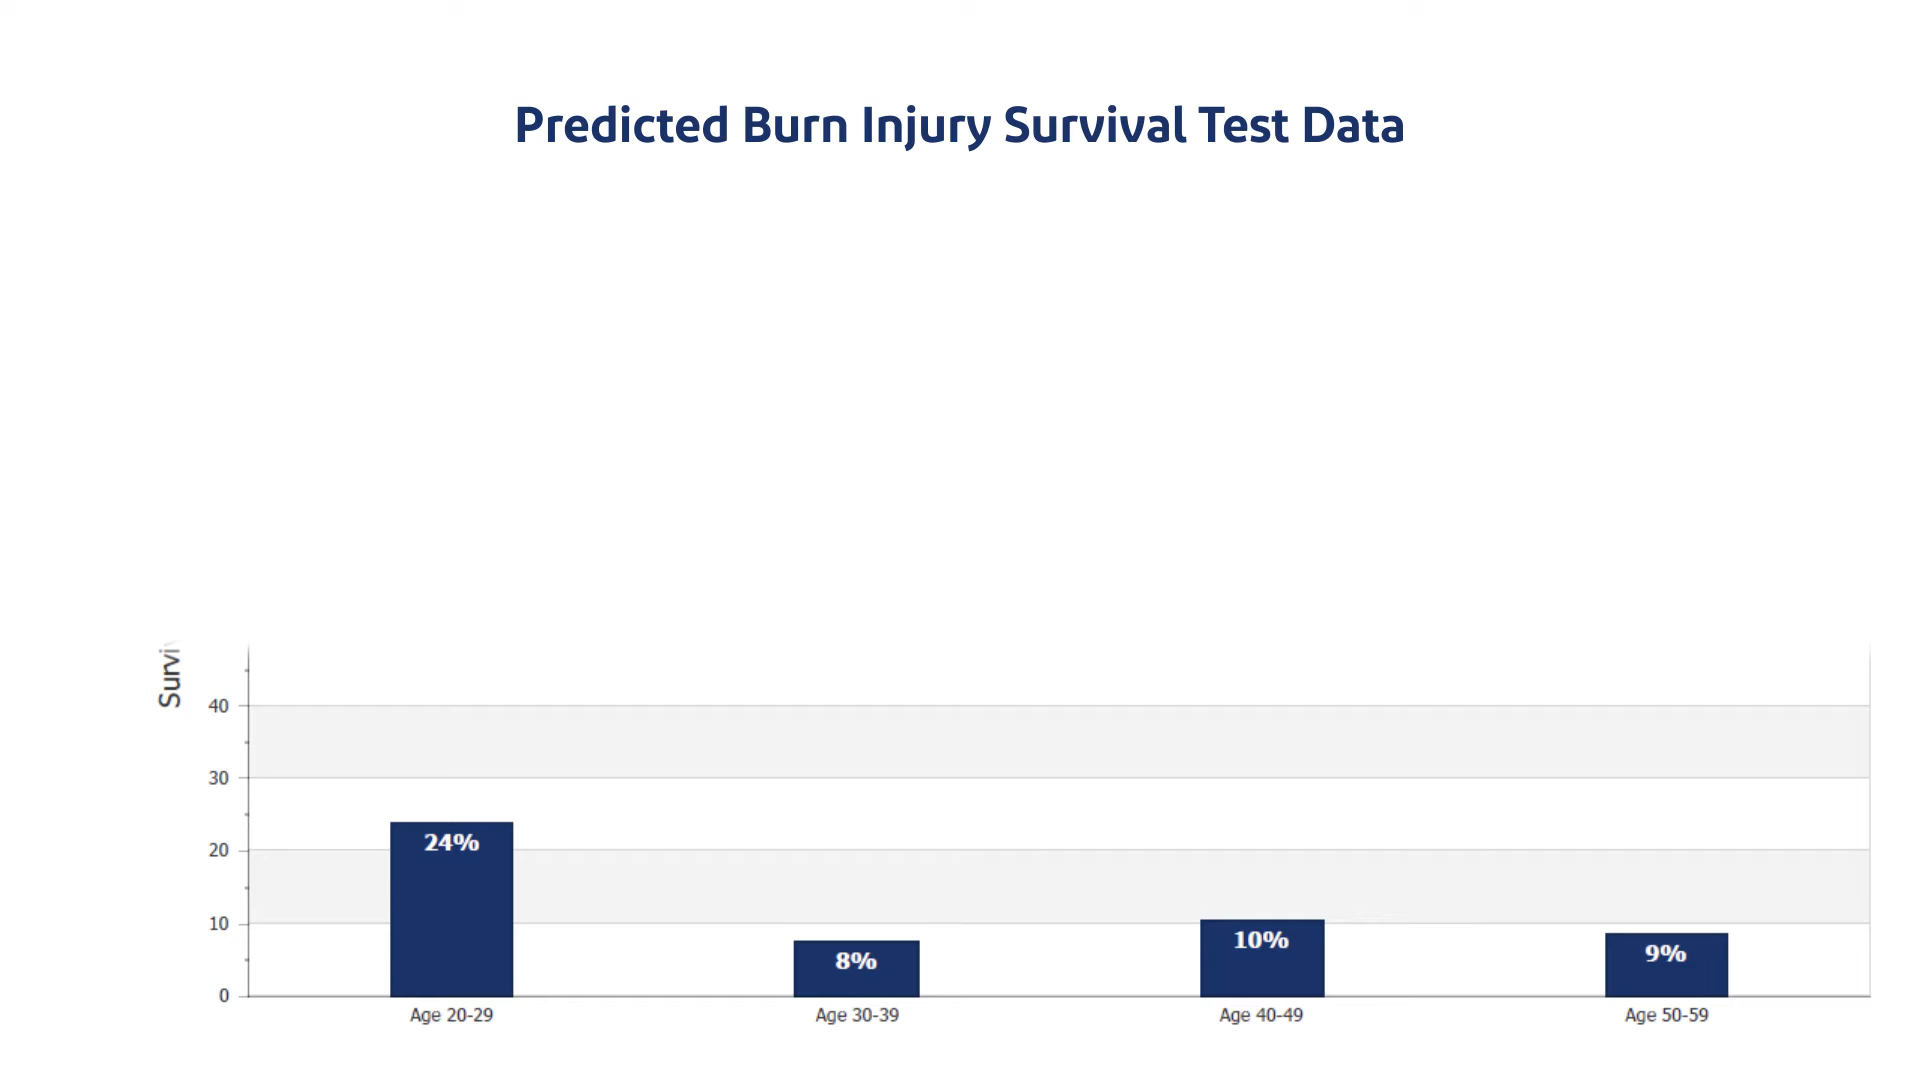 Predicted Burn Injury Survival Test Data
Survi
40
30
20
10
0
24%
8%
10%
9%
Age 20-29
Age 30-39
Age 40-49
Age 50-59